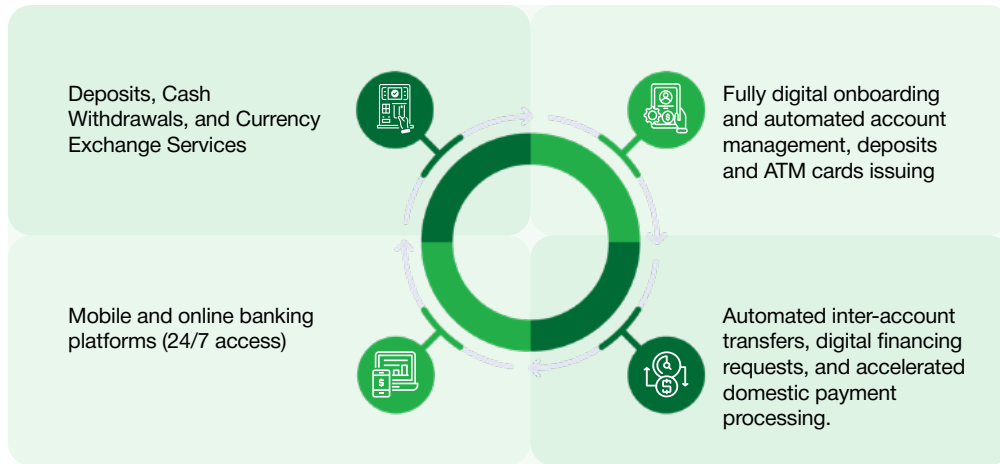 Deposits, Cash
Withdrawals, and Currency
Exchange Services
Fully digital onboarding
and automated account
management, deposits
and ATM cards issuing
Mobile and online banking
platforms (24/7 access)
Automated inter-account
transfers, digital financing
requests, and accelerated
domestic payment
processing.